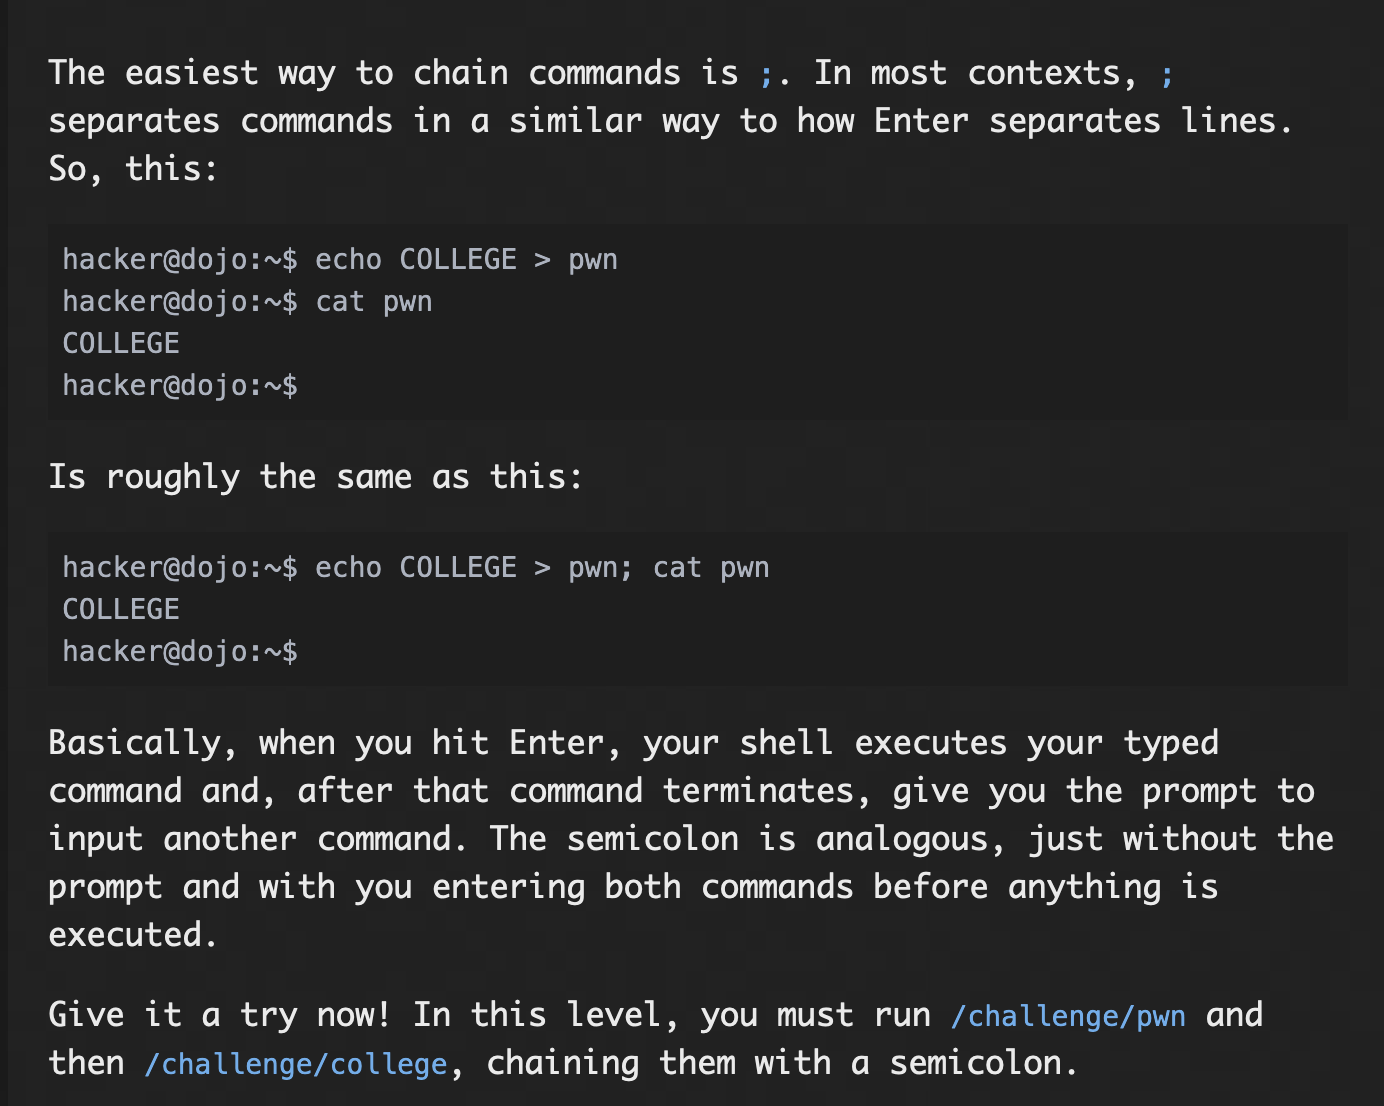 The easiest way to chain commands is ;. In most contexts, ;
separates commands in a similar way to how Enter separates lines.
So, this:
hacker@dojo:~$ echo COLLEGE > pwn
hacker@dojo:~$ cat pwn
COLLEGE
hacker@dojo:~$
Is roughly the same as this:
hacker@dojo:~$ echo COLLEGE > pwn; cat pwn
COLLEGE
hacker@dojo:~$
Basically, when you hit Enter, your shell executes your typed
command and, after that command terminates, give you the prompt to
input another command. The semicolon is analogous, just without the
prompt and with you entering both commands before anything is
executed.
Give it a try now! In this level, you must run /challenge/pwn and
then /challenge/college, chaining them with a semicolon.